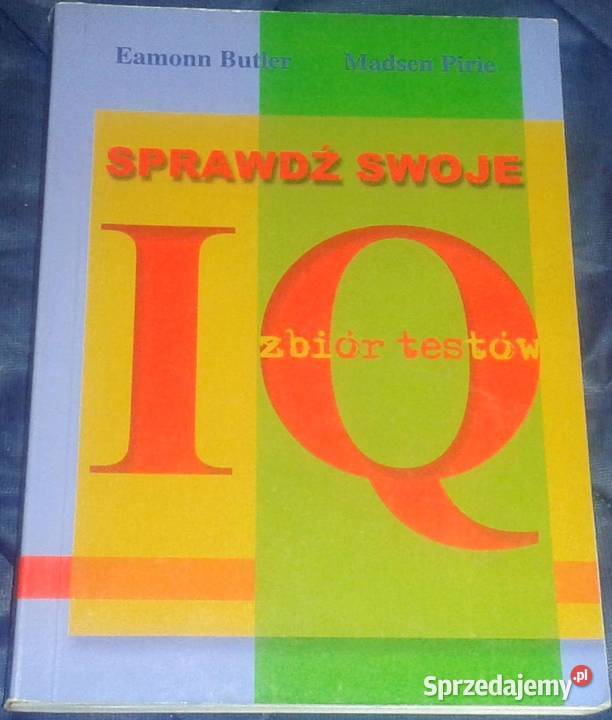 Eamonn Butler Madsen Pirie
SPRAWDŹ SWOJE
IQ
zbiór testów
Sprzedajemy.pl